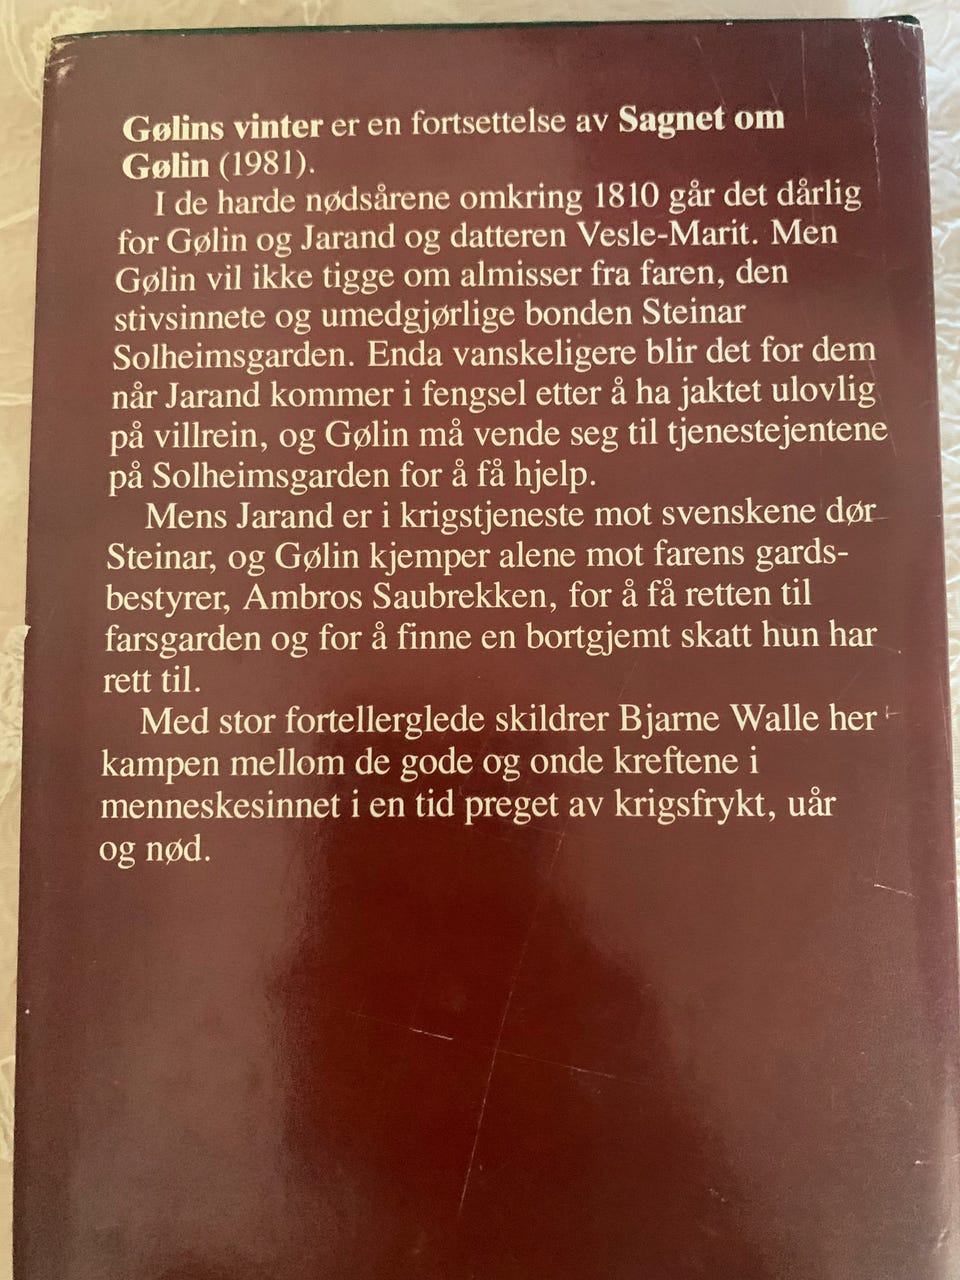 Gølins vinter er en fortsettelse av Sagnet om
Gølin (1981).
I de harde nødsårene omkring 1810 går det dårlig
for Gølin og Jarand og datteren Vesle-Marit. Men
Gølin vil ikke tigge om almisser fra faren, den
stivsinnete og umedgjørlige bonden Steinar
Solheimsgarden. Enda vanskeligere blir det for dem
når Jarand kommer i fengsel etter å ha jaktet ulovlig
på villrein, og Gølin må vende seg til tjenestejentene
på Solheimsgarden for å få hjelp.
Mens Jarand er i krigstjeneste mot svenskene dør
Steinar, og Gølin kjemper alene mot farens gards-
bestyrer, Ambros Saubrekken, for å få retten til
farsgarden og for å finne en bortgjemt skatt hun har
rett til.
Med stor fortellerglede skildrer Bjarne Walle her
kampen mellom de gode og onde kreftene i
menneskesinnet i en tid preget av krigsfrykt, uår
og nød.